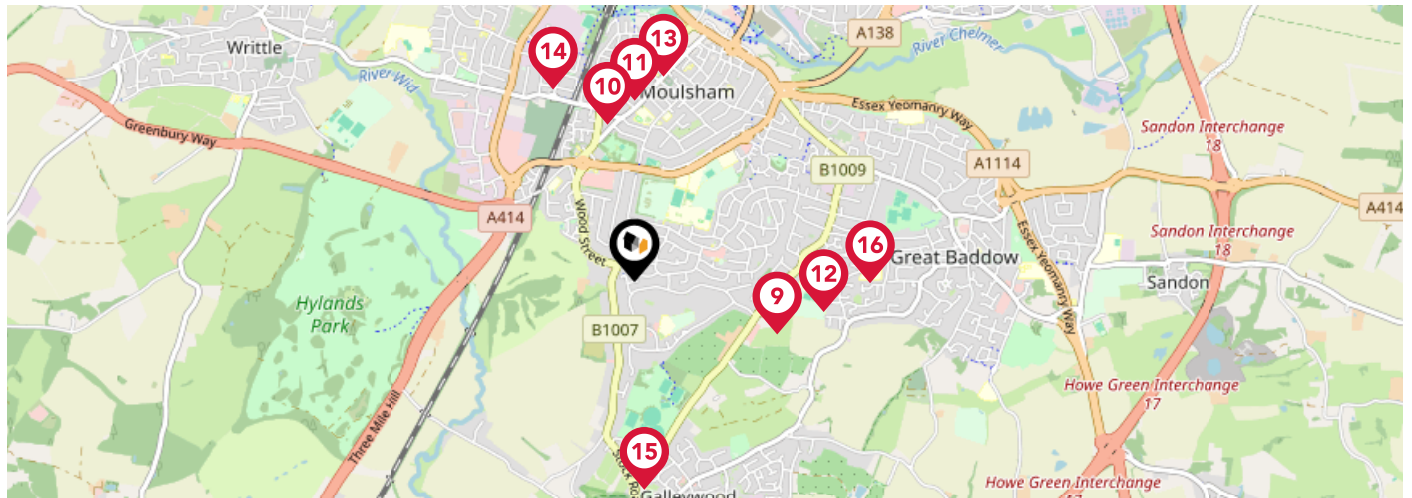 13
A138
14
Writtle
River Chelmer
11
River Wid
10
Moulsham
Essex Yeomanry Way
Sandon Interchange
18
Greenbury Way
A1114
B1009
A414
A414
Wood Street
Essex Yeomanry Way
Sandon Interchange
18
16
Great Baddow
12
Sandon
9
Hylands
Park
B1007
Howe Green Interchange
17
Three Mile Hill
15
Howe Green Interchange
17
Galleywood